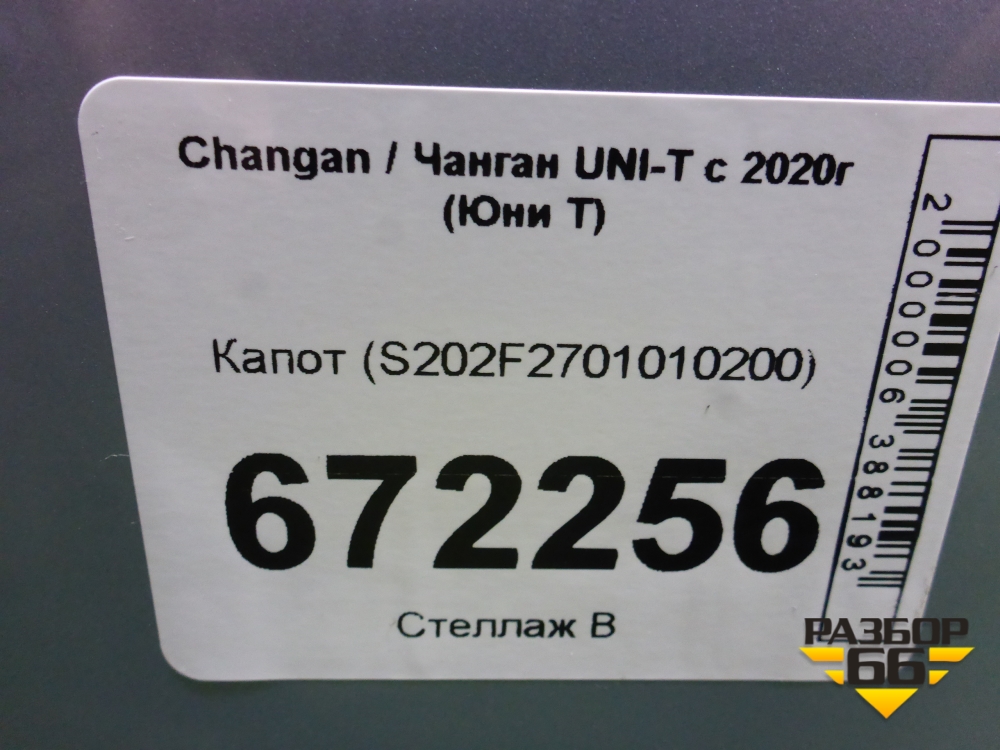 Changan / Чанган UNI-T с 2020г
(Юни Т)
Капот (S202F2701010200)
672256
Стеллаж В
2000006388193
РАЗБОР
66